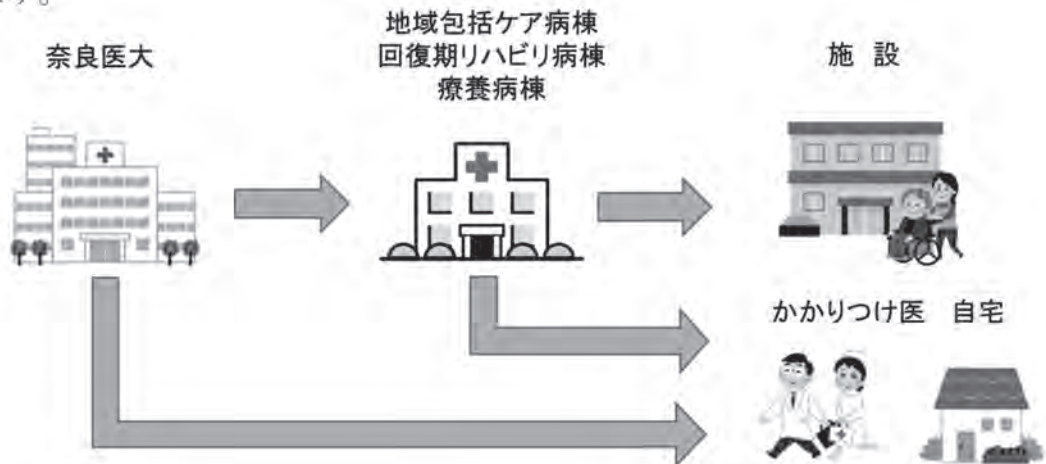 す。
奈良医大
地域包括ケア病棟
回復期リハビリ病棟
療養病棟
施 設
かかりつけ医 自宅